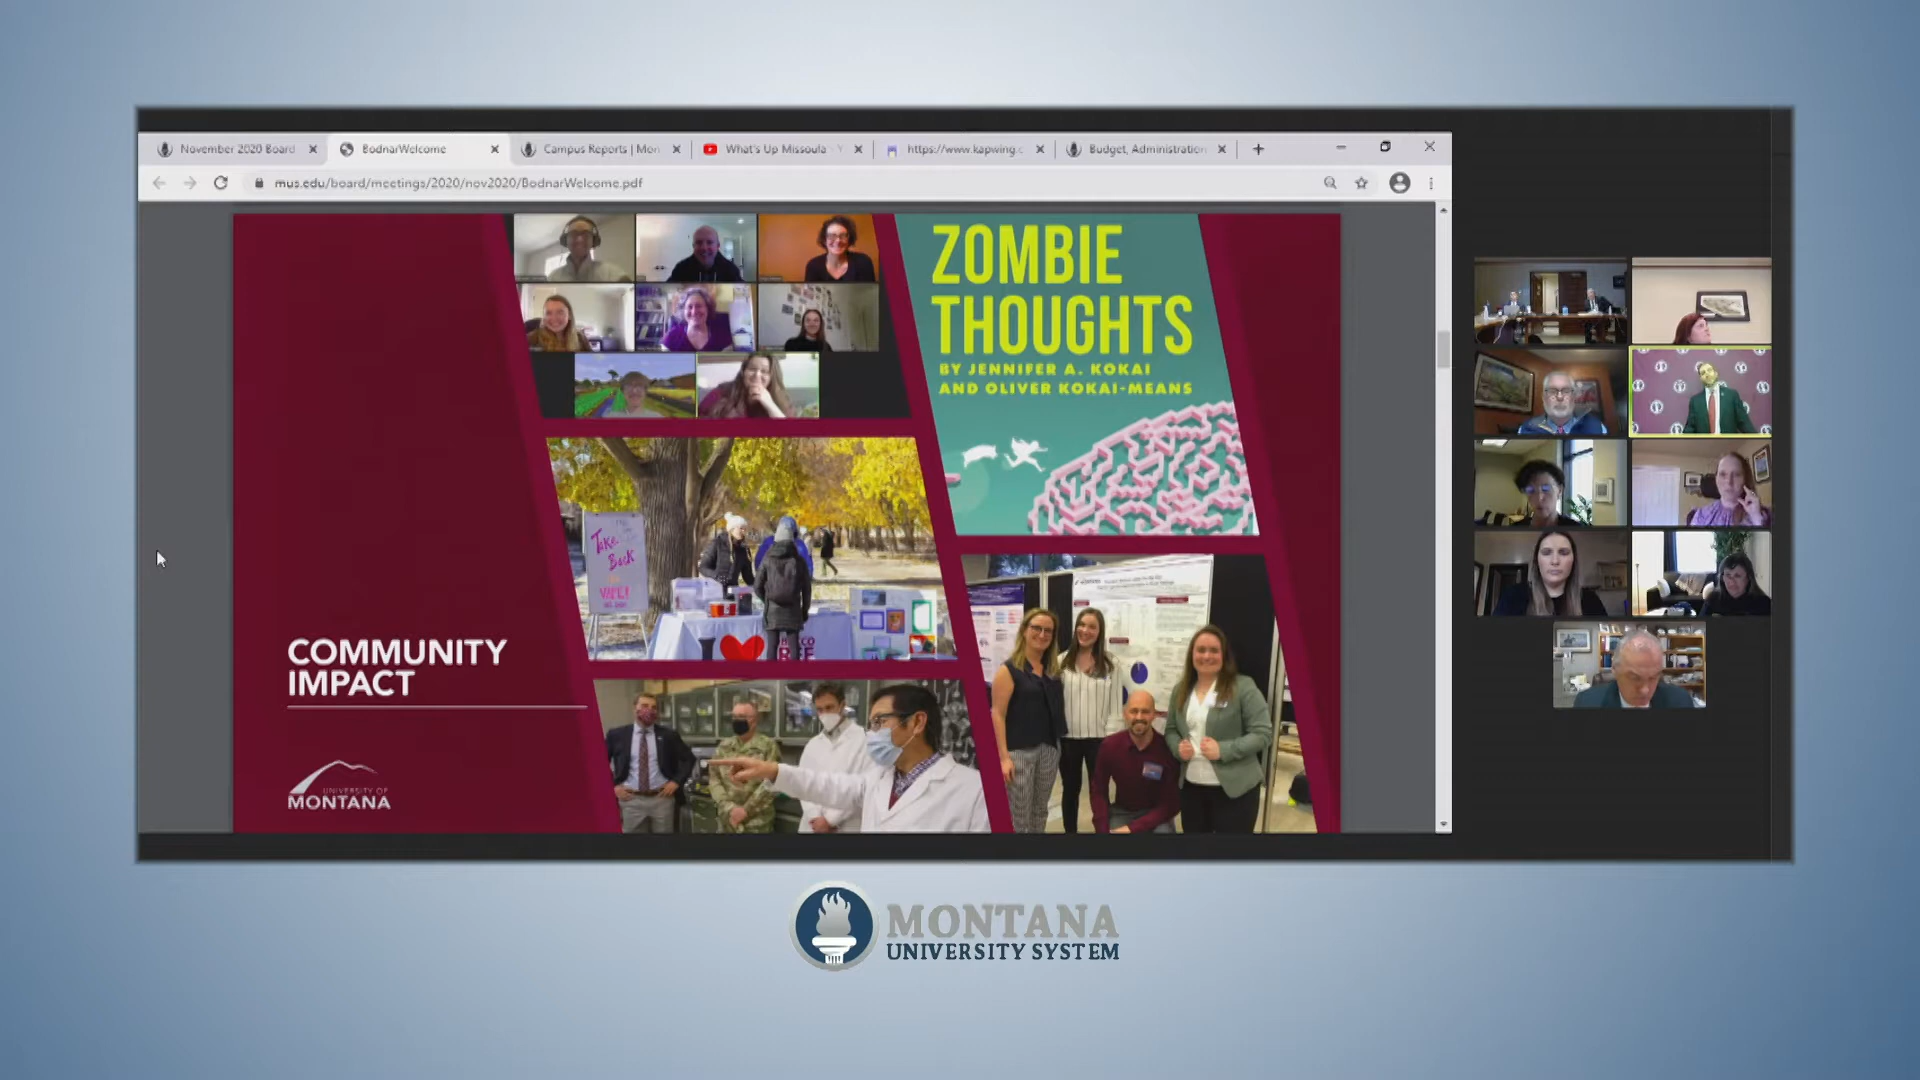 November 2020 Board
BodnarWelcome
Campus Reports | Mon
What's Up Missoula - Y
https://www.kapwing.c
Budget, Administration
mus.edu/board/meetings/2020/nov2020/BodnarWelcome.pdf
ZOMBIE
THOUGHTS
BY JENNIFER A. KOKAI
AND OLIVER KOKAI-MEANS
Take
Back
COMMUNITY
IMPACT
UNIVERSITY OF
MONTANA
MONTANA
UNIVERSITY SYSTEM